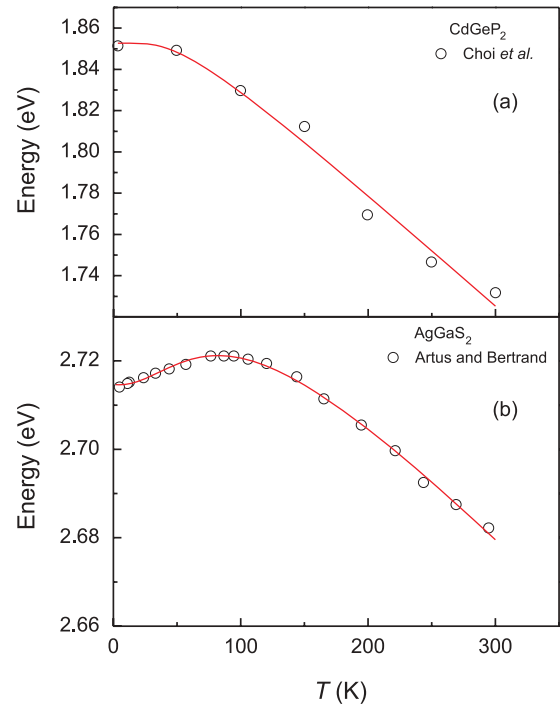 CdGeP₂
Choi et al.
(a)
Energy (eV)
1.86
1.84
1.82
1.80
1.78
1.76
1.74
AgGaS₂
Artus and Bertrand
(b)
Energy (eV)
2.72
2.70
2.68
2.66
0 100 200 300
T (K)